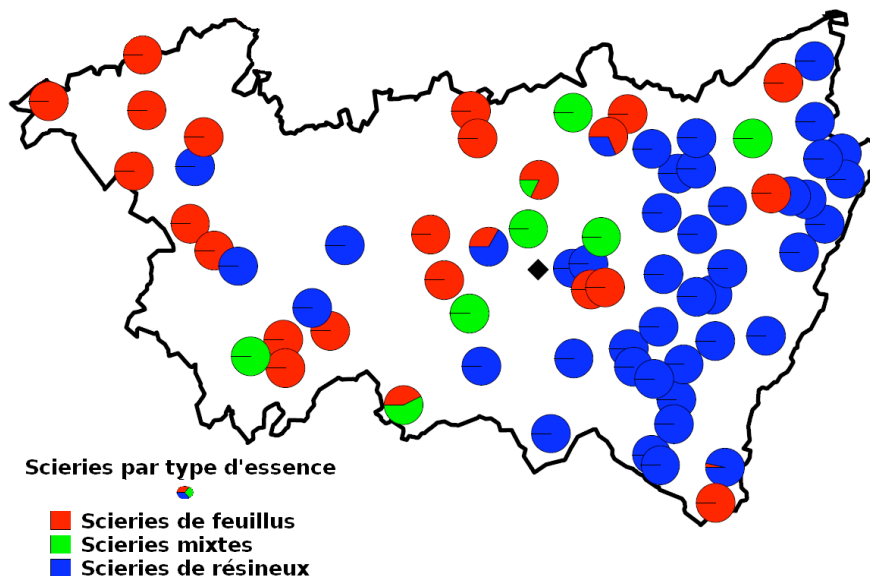 Scieries par type d'essence
Scieries de feuillus
Scieries mixtes
Scieries de résineux